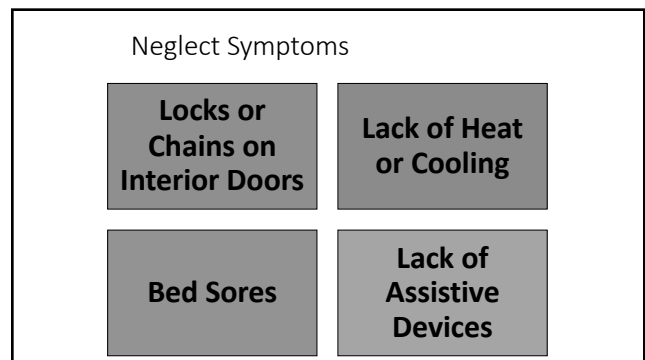 Neglect Symptoms
Locks or
Chains on
Interior Doors
Lack of Heat
or Cooling
Bed Sores
Lack of
Assistive
Devices